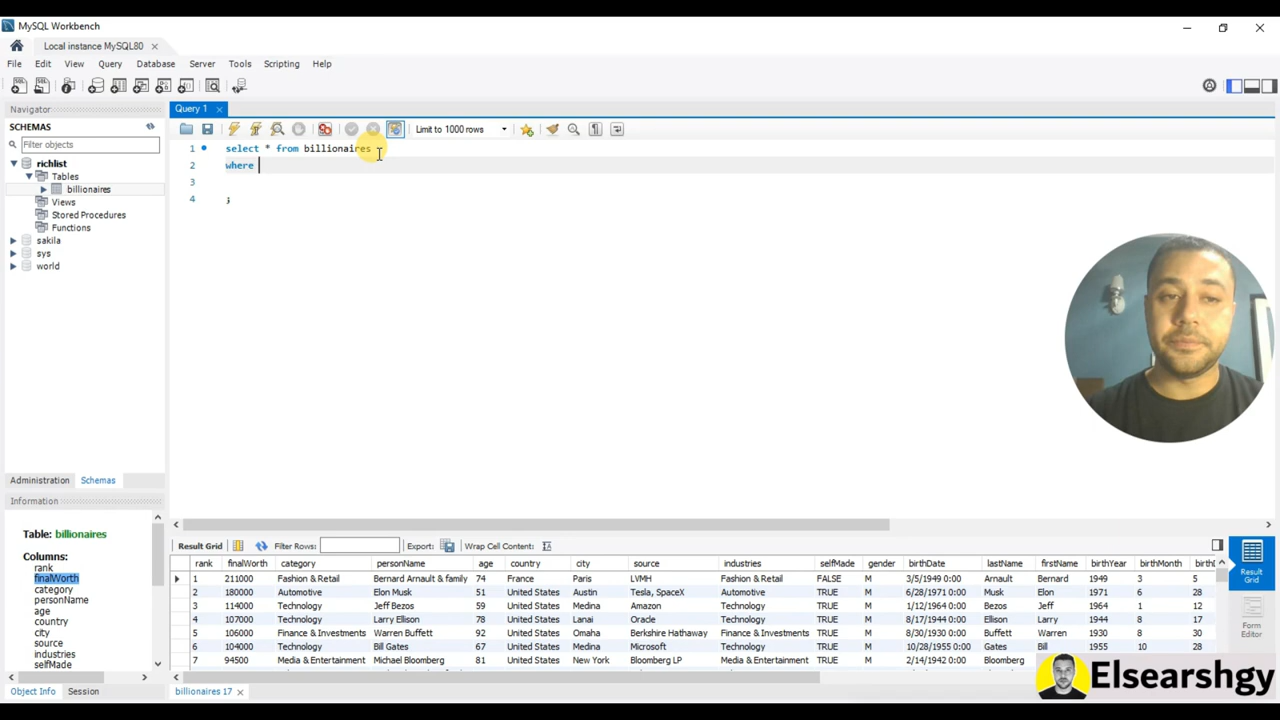 MySQL Workbench
Local instance MySQL80
File Edit View Query Database Server Tools Scripting Help
Navigator
SCHEMAS
Filter objects
richlist
Tables
billionaires
Views
Stored Procedures
Functions
sakila
sys
world
Administration Schemas
Information
Table: billionaires
Columns:
rank
finalWorth
category
personName
age
country
city
source
industries
selfMade
Object Info Session
Query 1
Limit to 1000 rows
1 select * from billionaires
2 where
3
4 ;
Result Grid Filter Rows: Export: Wrap Cell Content:
rank finalWorth category personName age country city source industries selfMade gender birthDate lastName firstName birthYear birthMonth birthD
1 211000 Fashion & Retail Bernard Arnault & family 74 France Paris LVMH Fashion & Retail FALSE M 3/5/1949 0:00 Arnault Bernard 1949 3 5
2 180000 Automotive Elon Musk 51 United States Austin Tesla, SpaceX Automotive TRUE M 6/28/1971 0:00 Musk Elon 1971 6 28
3 114000 Technology Jeff Bezos 59 United States Medina Amazon Technology TRUE M 1/12/1964 0:00 Bezos Jeff 1964 1 12
4 107000 Technology Larry Ellison 78 United States Lanai Oracle Technology TRUE M 8/17/1944 0:00 Ellison Larry 1944 8 17
5 106000 Finance & Investments Warren Buffett 92 United States Omaha Berkshire Hathaway Finance & Investments TRUE M 8/30/1930 0:00 Buffett Warren 1930 8 30
6 104000 Technology Bill Gates 67 United States Medina Microsoft Technology TRUE M 10/28/1955 0:00 Gates Bill 1955 10 28
7 94500 Media & Entertainment Michael Bloomberg 81 United States New York Bloomberg LP Media & Entertainment TRUE M 2/14/1942 0:00 Bloomberg
Result
Grid
Form
Editor
billionaires 17
Elsearshgy